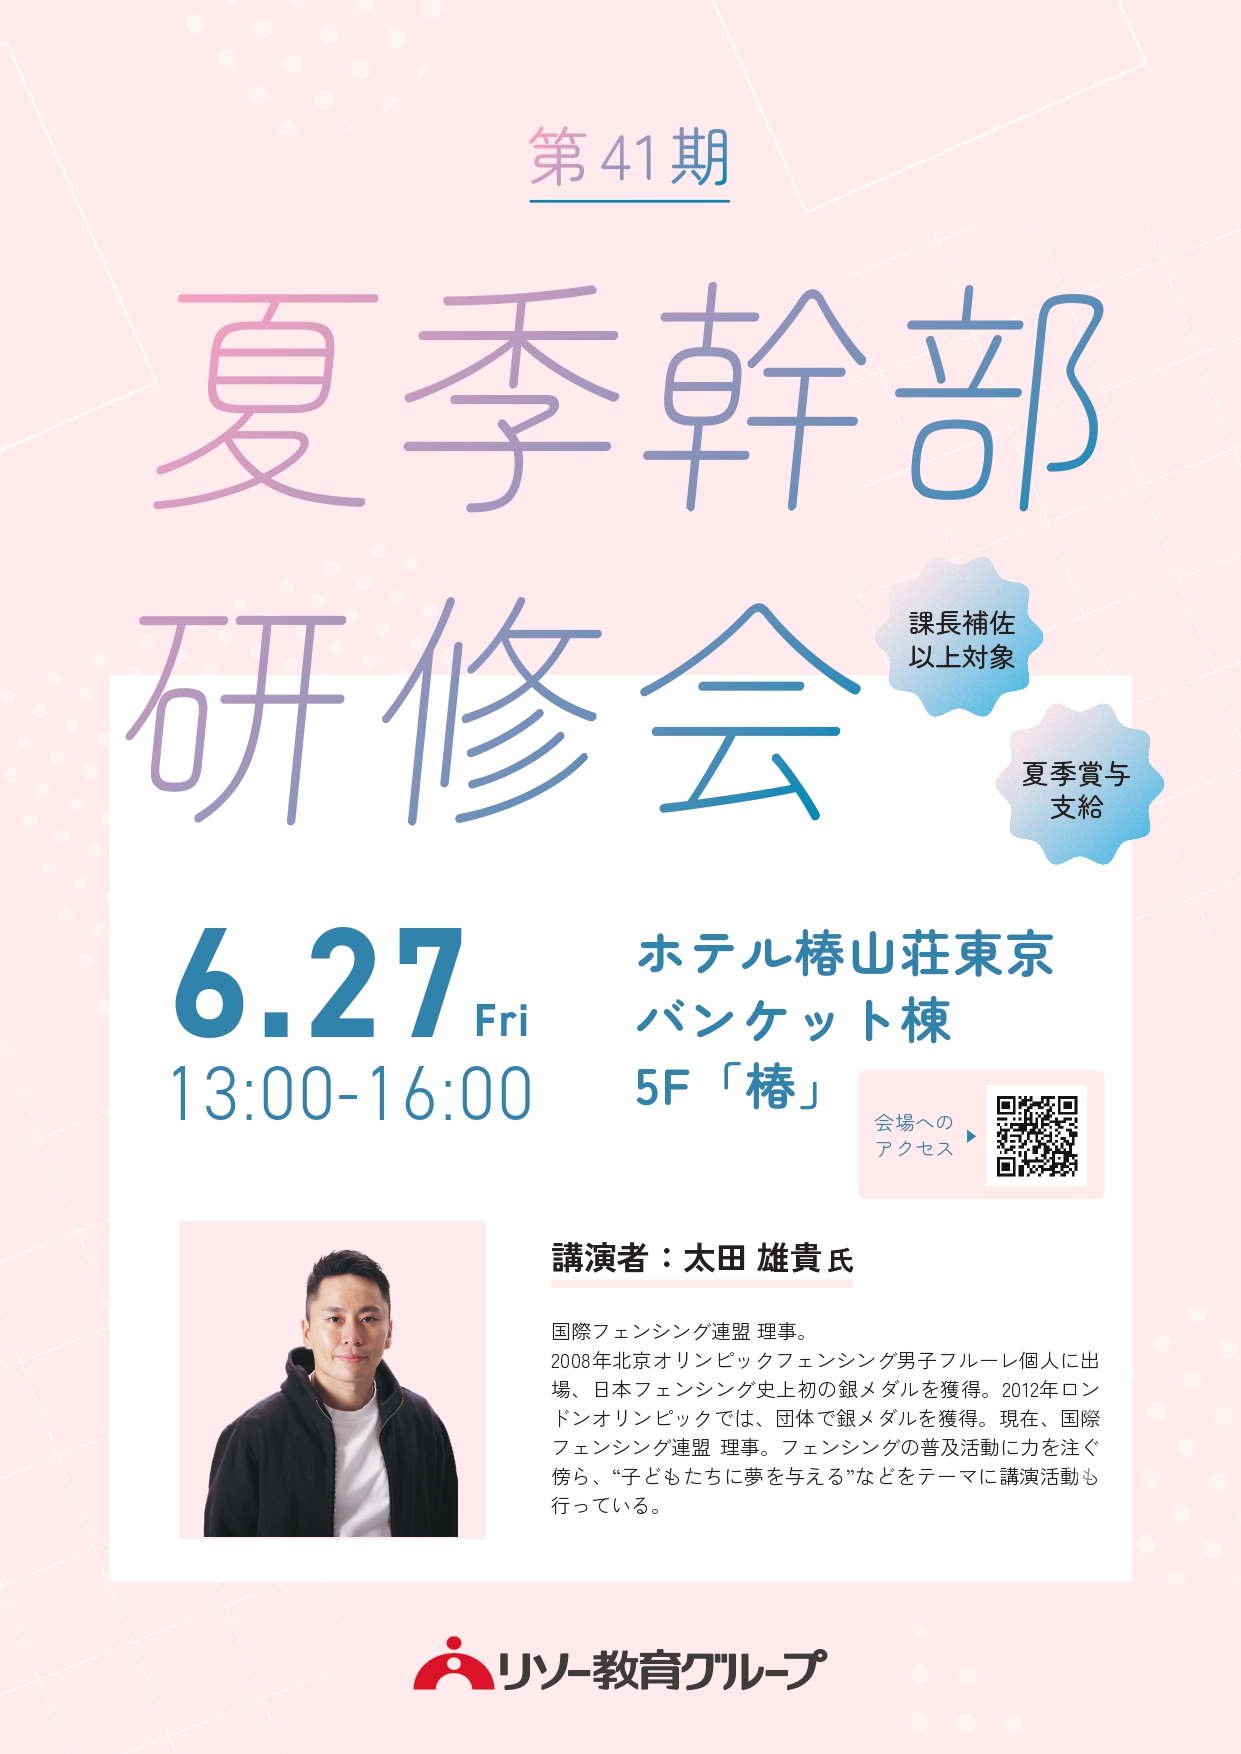 第41期
夏季幹部
研修会
課長補佐
以上対象
夏季賞与
支給
6.27 Fri
13:00-16:00
ホテル椿山荘東京
バンケット棟
5F「椿」
会場への
アクセス
講演者：太田 雄貴 氏
国際フェンシング連盟 理事。
2008年北京オリンピックフェンシング男子フルーレ個人に出
場、日本フェンシング史上初の銀メダルを獲得。2012年ロン
ドンオリンピックでは、団体で銀メダルを獲得。現在、国際
フェンシング連盟 理事。フェンシングの普及活動に力を注ぐ
傍ら、“子どもたちに夢を与える”などをテーマに講演活動も
行っている。
リソー教育グループ